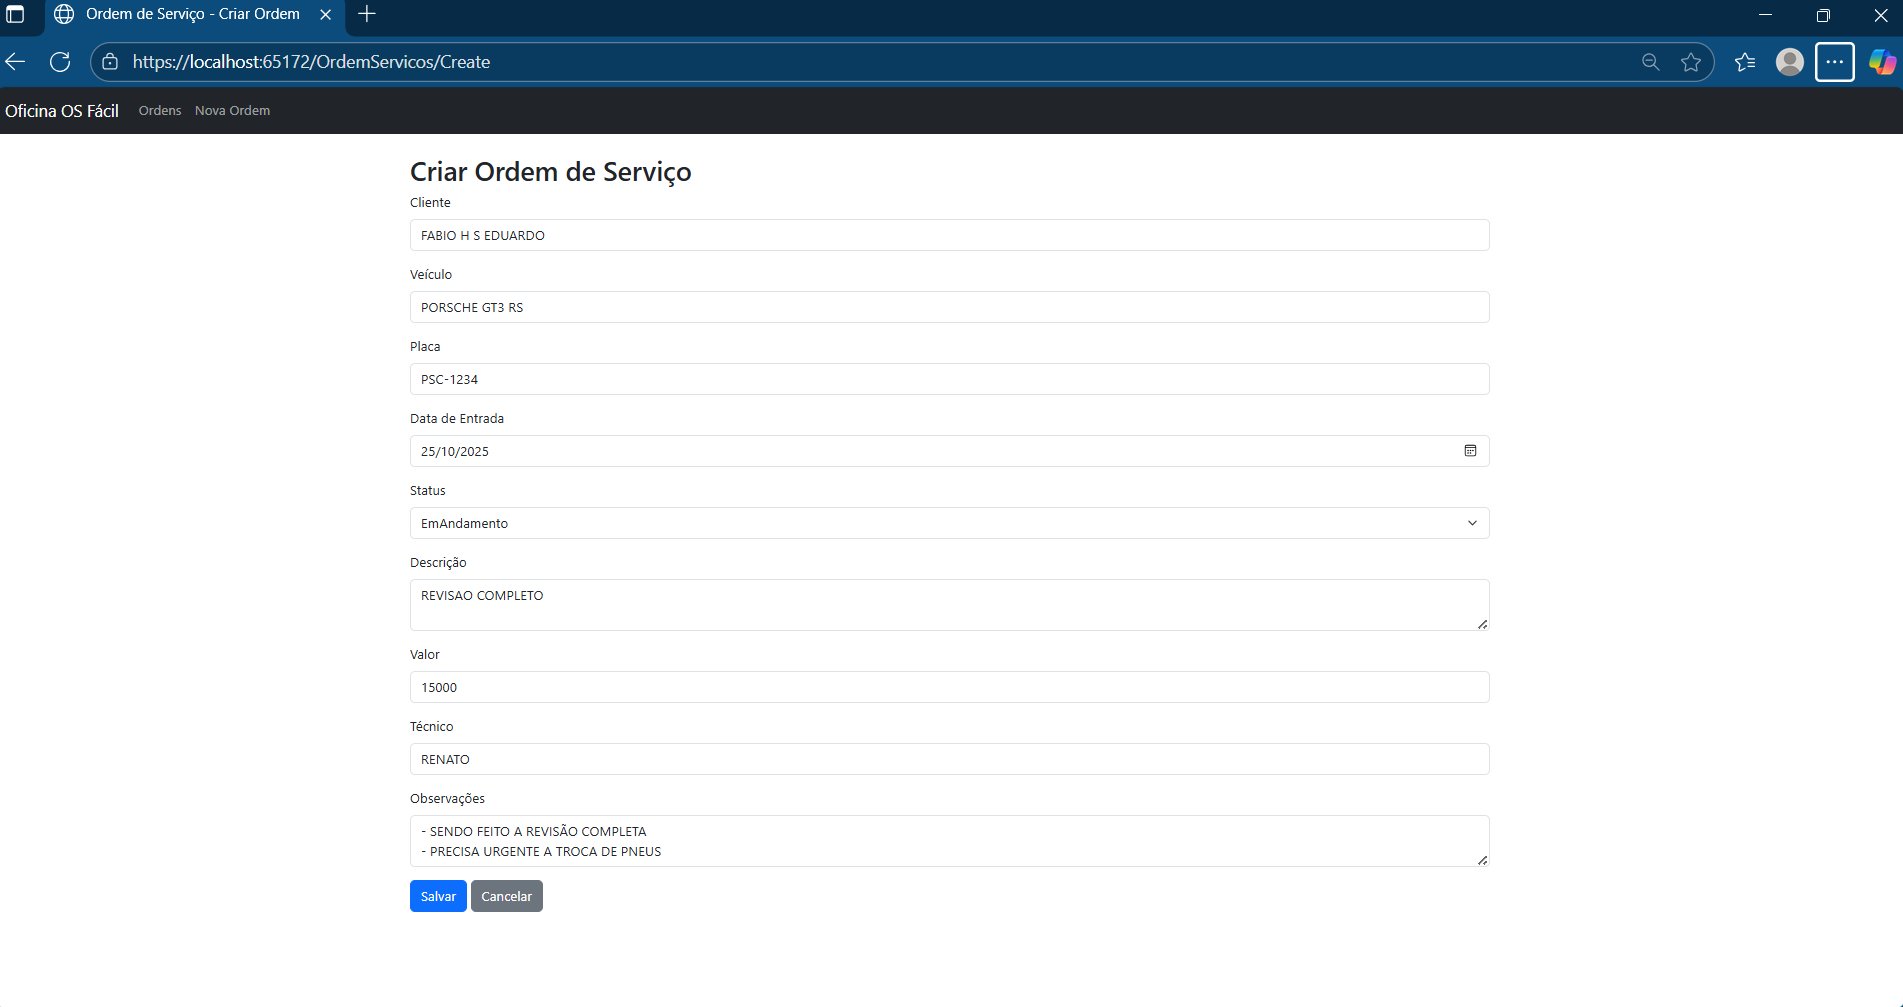 Ordem de Serviço - Criar Ordem
https://localhost:65172/OrdemServicos/Create
Oficina OS Fácil Ordens Nova Ordem
Criar Ordem de Serviço
Cliente
FABIO H S EDUARDO
Veículo
PORSCHE GT3 RS
Placa
PSC-1234
Data de Entrada
25/10/2025
Status
EmAndamento
Descrição
REVISAO COMPLETO
Valor
15000
Técnico
RENATO
Observações
- SENDO FEITO A REVISÃO COMPLETA
- PRECISA URGENTE A TROCA DE PNEUS
Salvar Cancelar